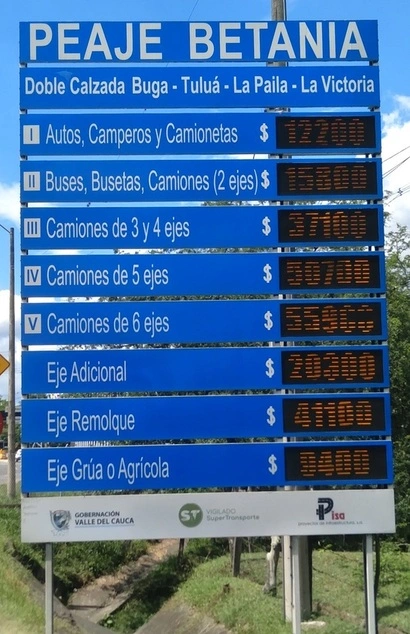 PEAJE BETANIA
Doble Calzada Buga - Tuluá - La Paila - La Victoria
I Autos, Camperos y Camionetas $ 12200
II Buses, Busetas, Camiones (2 ejes) $
III Camiones de 3 y 4 ejes $ 37100
IV Camiones de 5 ejes $
V Camiones de 6 ejes $
Eje Adicional $
Eje Remolque $ 41100
Eje Grúa o Agrícola $ 9400
GOBERNACIÓN
VALLE DEL CAUCA
ST VIGILADO
SuperTransporte
Pisa